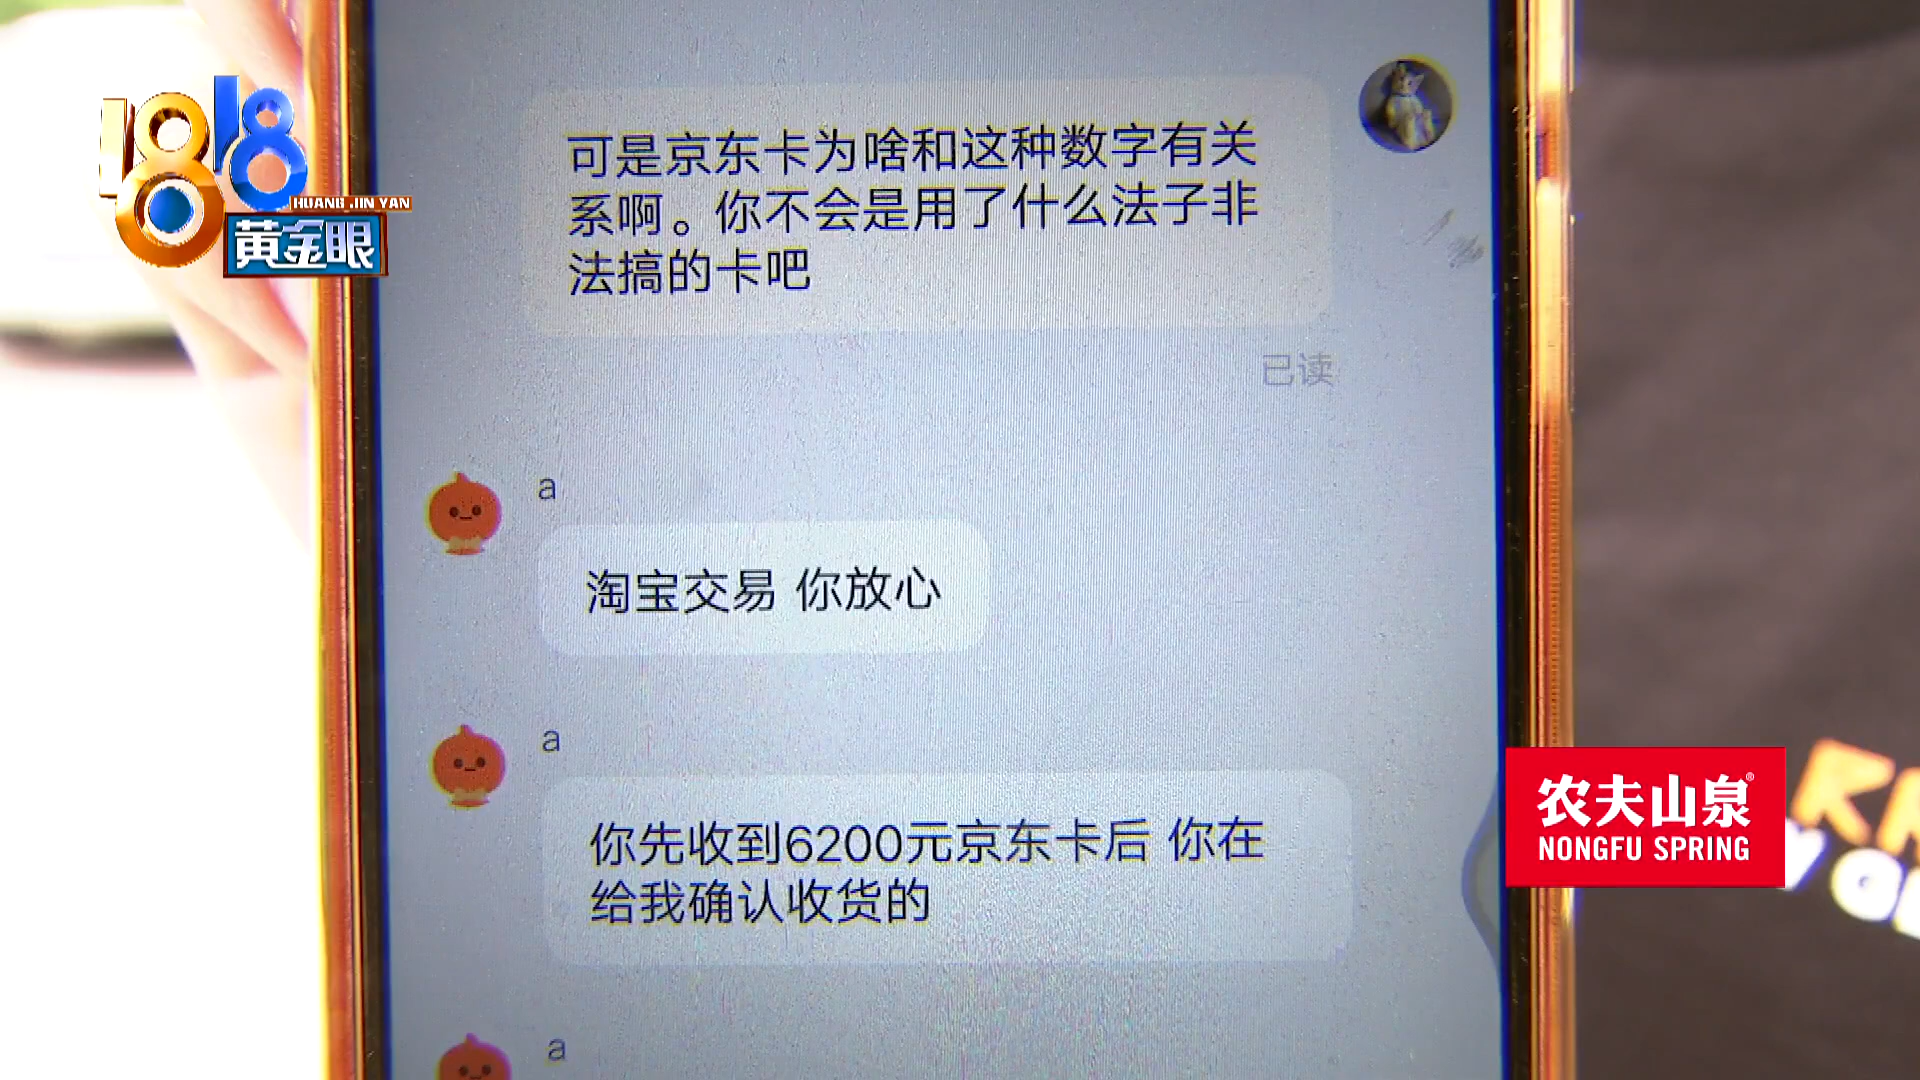 1818
HUANG JIN YAN
黄金眼
可是京东卡为啥和这种数字有关
系啊。你不会是用了什么法子非
法搞的卡吧
已读
a
淘宝交易 你放心
a
你先收到6200元京东卡后 你在
给我确认收货的
a
农夫山泉®
NONGFU SPRING